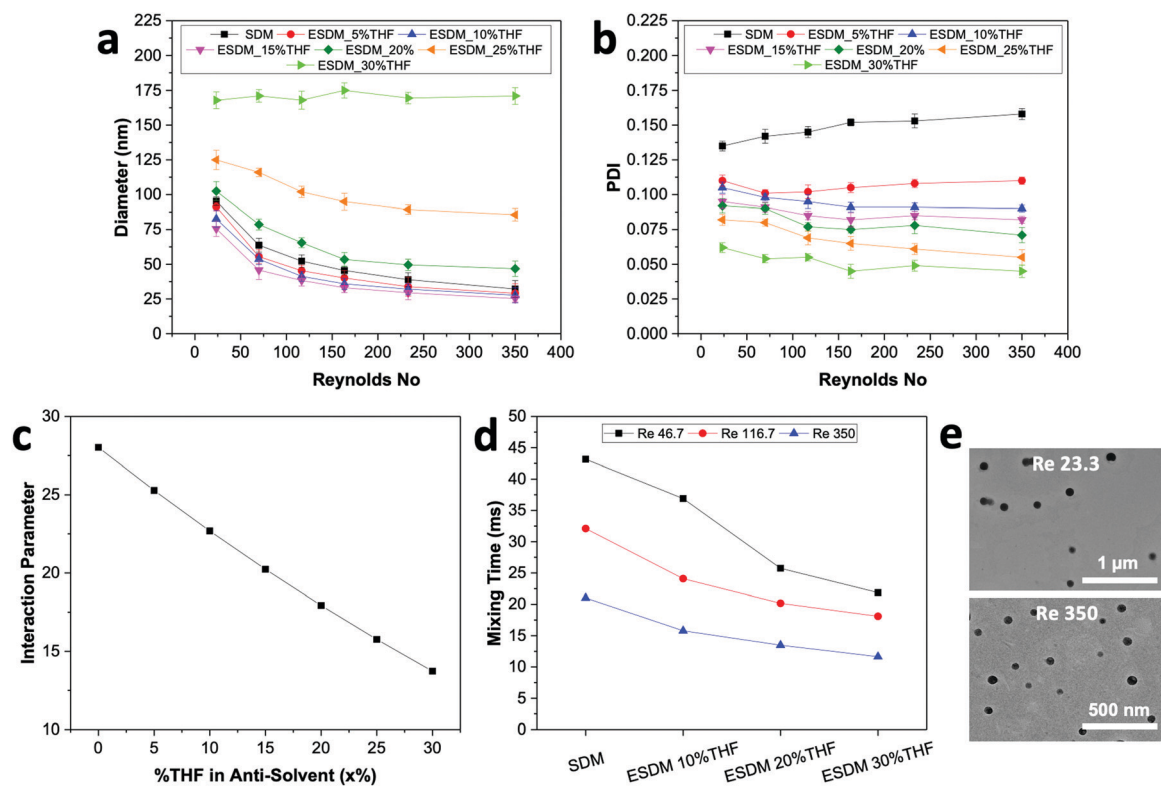 a
SDM ESDM_5%THF ESDM_10%THF
ESDM_15%THF ESDM_20% ESDM_25%THF
ESDM_30%THF
225
200
175
150
125
100
75
50
25
0
Diameter (nm)
0 50 100 150 200 250 300 350 400
Reynolds No
b
SDM ESDM_5%THF ESDM_10%THF
ESDM_15%THF ESDM_20% ESDM_25%THF
ESDM_30%THF
0.225
0.200
0.175
0.150
0.125
0.100
0.075
0.050
0.025
0.000
PDI
0 50 100 150 200 250 300 350 400
Reynolds No
c
30
25
20
15
10
Interaction Parameter
0 5 10 15 20 25 30
%THF in Anti-Solvent (x%)
d
Re 46.7 Re 116.7 Re 350
50
45
40
35
30
25
20
15
10
5
0
Mixing Time (ms)
SDM ESDM 10%THF ESDM 20%THF ESDM 30%THF
e
Re 23.3
1 µm
Re 350
500 nm